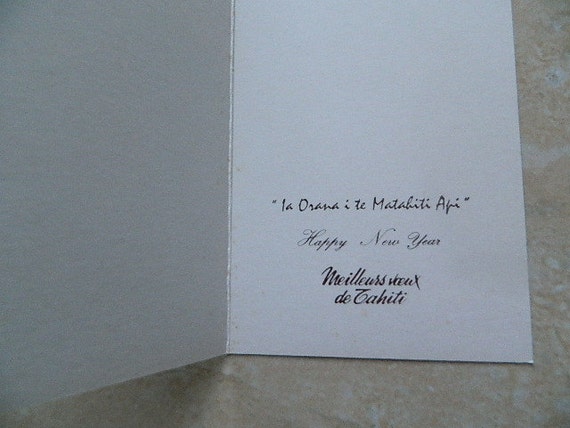 "Ia Orana i te Matahiti Api"
Happy New Year
Meilleurs vœux
de Tahiti